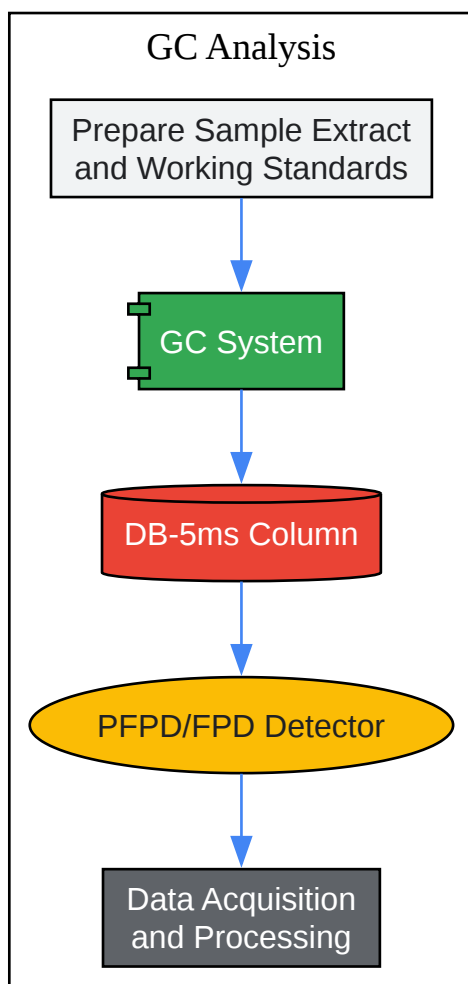 GC Analysis
Prepare Sample Extract
and Working Standards
GC System
DB-5ms Column
PFPD/FPD Detector
Data Acquisition
and Processing